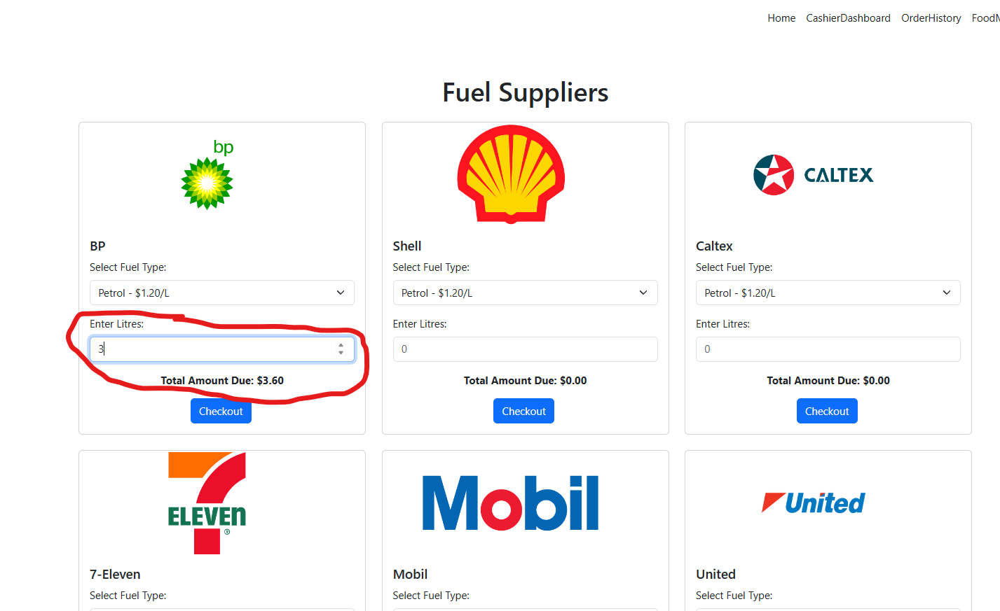 Home CashierDashboard OrderHistory
Fuel Suppliers
bp
CALTEX
BP
Shell
Caltex
Select Fuel Type:
Select Fuel Type:
Select Fuel Type:
Petrol - $1.20/L
Petrol - $1.20/L
Petrol - $1.20/L
Enter Litres:
Enter Litres:
Enter Litres:
3
0
0
Total Amount Due: $3.60
Total Amount Due: $0.00
Total Amount Due: $0.00
Checkout
Checkout
Checkout
7
ELEVEn
®
Mobil
United
7-Eleven
Mobil
United
Select Fuel Type:
Select Fuel Type:
Select Fuel Type: